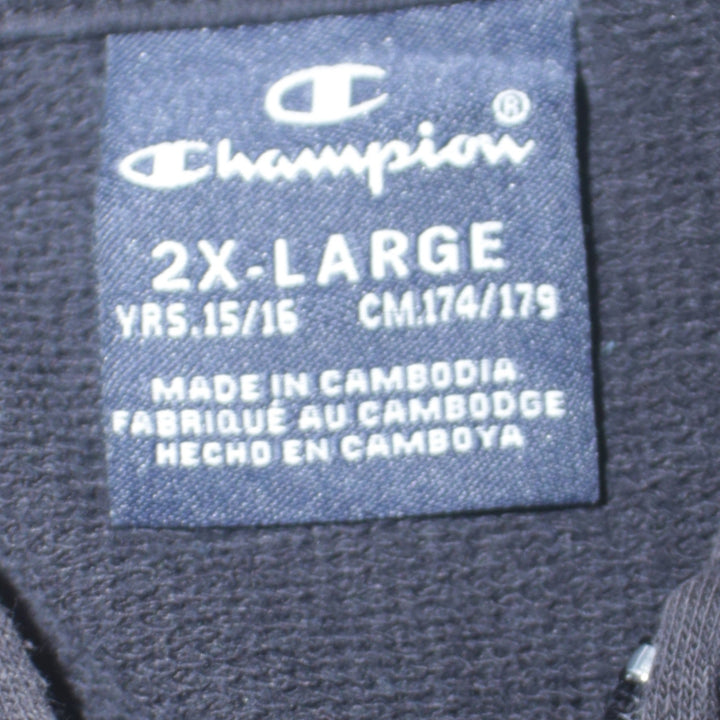 C
®
Champion
2X-LARGE
YRS.15/16 CM.174/179
MADE IN CAMBODIA
FABRIQUÉ AU CAMBODGE
HECHO EN CAMBOYA